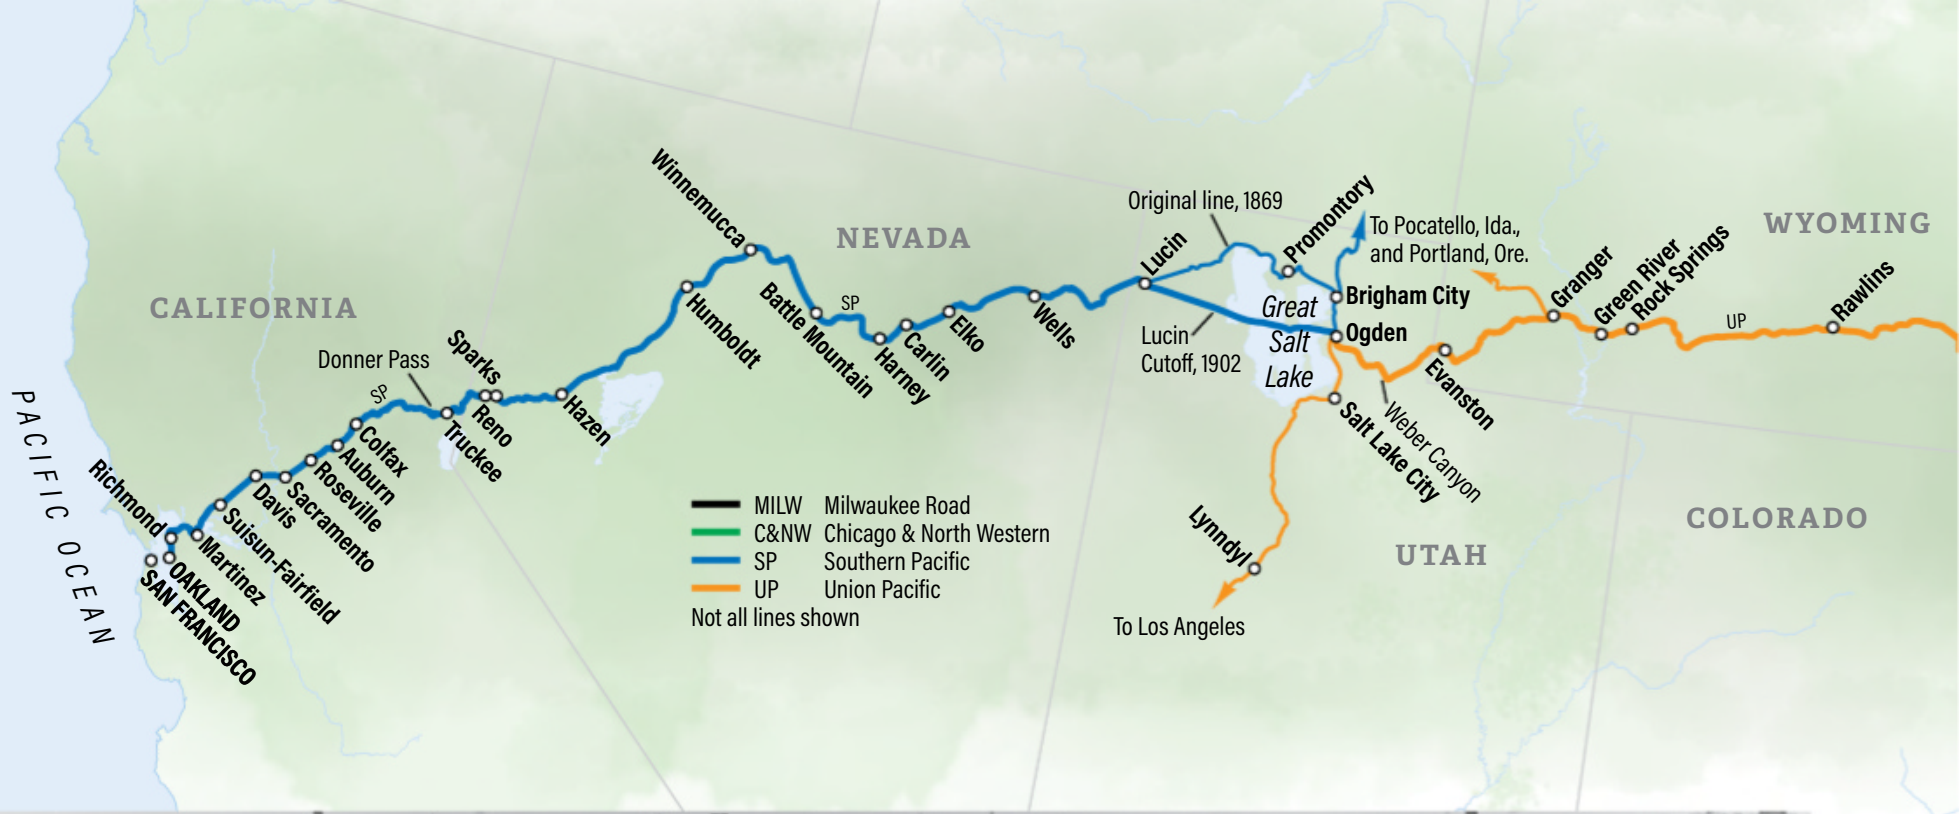 WYOMING
NEVADA
CALIFORNIA
COLORADO
UTAH
PACIFIC OCEAN
Winnemucca
Original line, 1869
Promontory
To Pocatello, Ida.,
and Portland, Ore.
Lucin
Granger
Green River
Rock Springs
Rawlins
UP
Brigham City
Great
Salt
Lake
Ogden
Lucin
Cutoff, 1902
Evanston
Weber Canyon
Salt Lake City
Lynndyl
To Los Angeles
Wells
Elko
Carlin
Harney
SP
Battle Mountain
Humboldt
Hazen
Sparks
Reno
Donner Pass
Truckee
SP
Colfax
Auburn
Roseville
Sacramento
Davis
Suisun-Fairfield
Martinez
Richmond
OAKLAND
SAN FRANCISCO
MILW Milwaukee Road
C&NW Chicago & North Western
SP Southern Pacific
UP Union Pacific
Not all lines shown